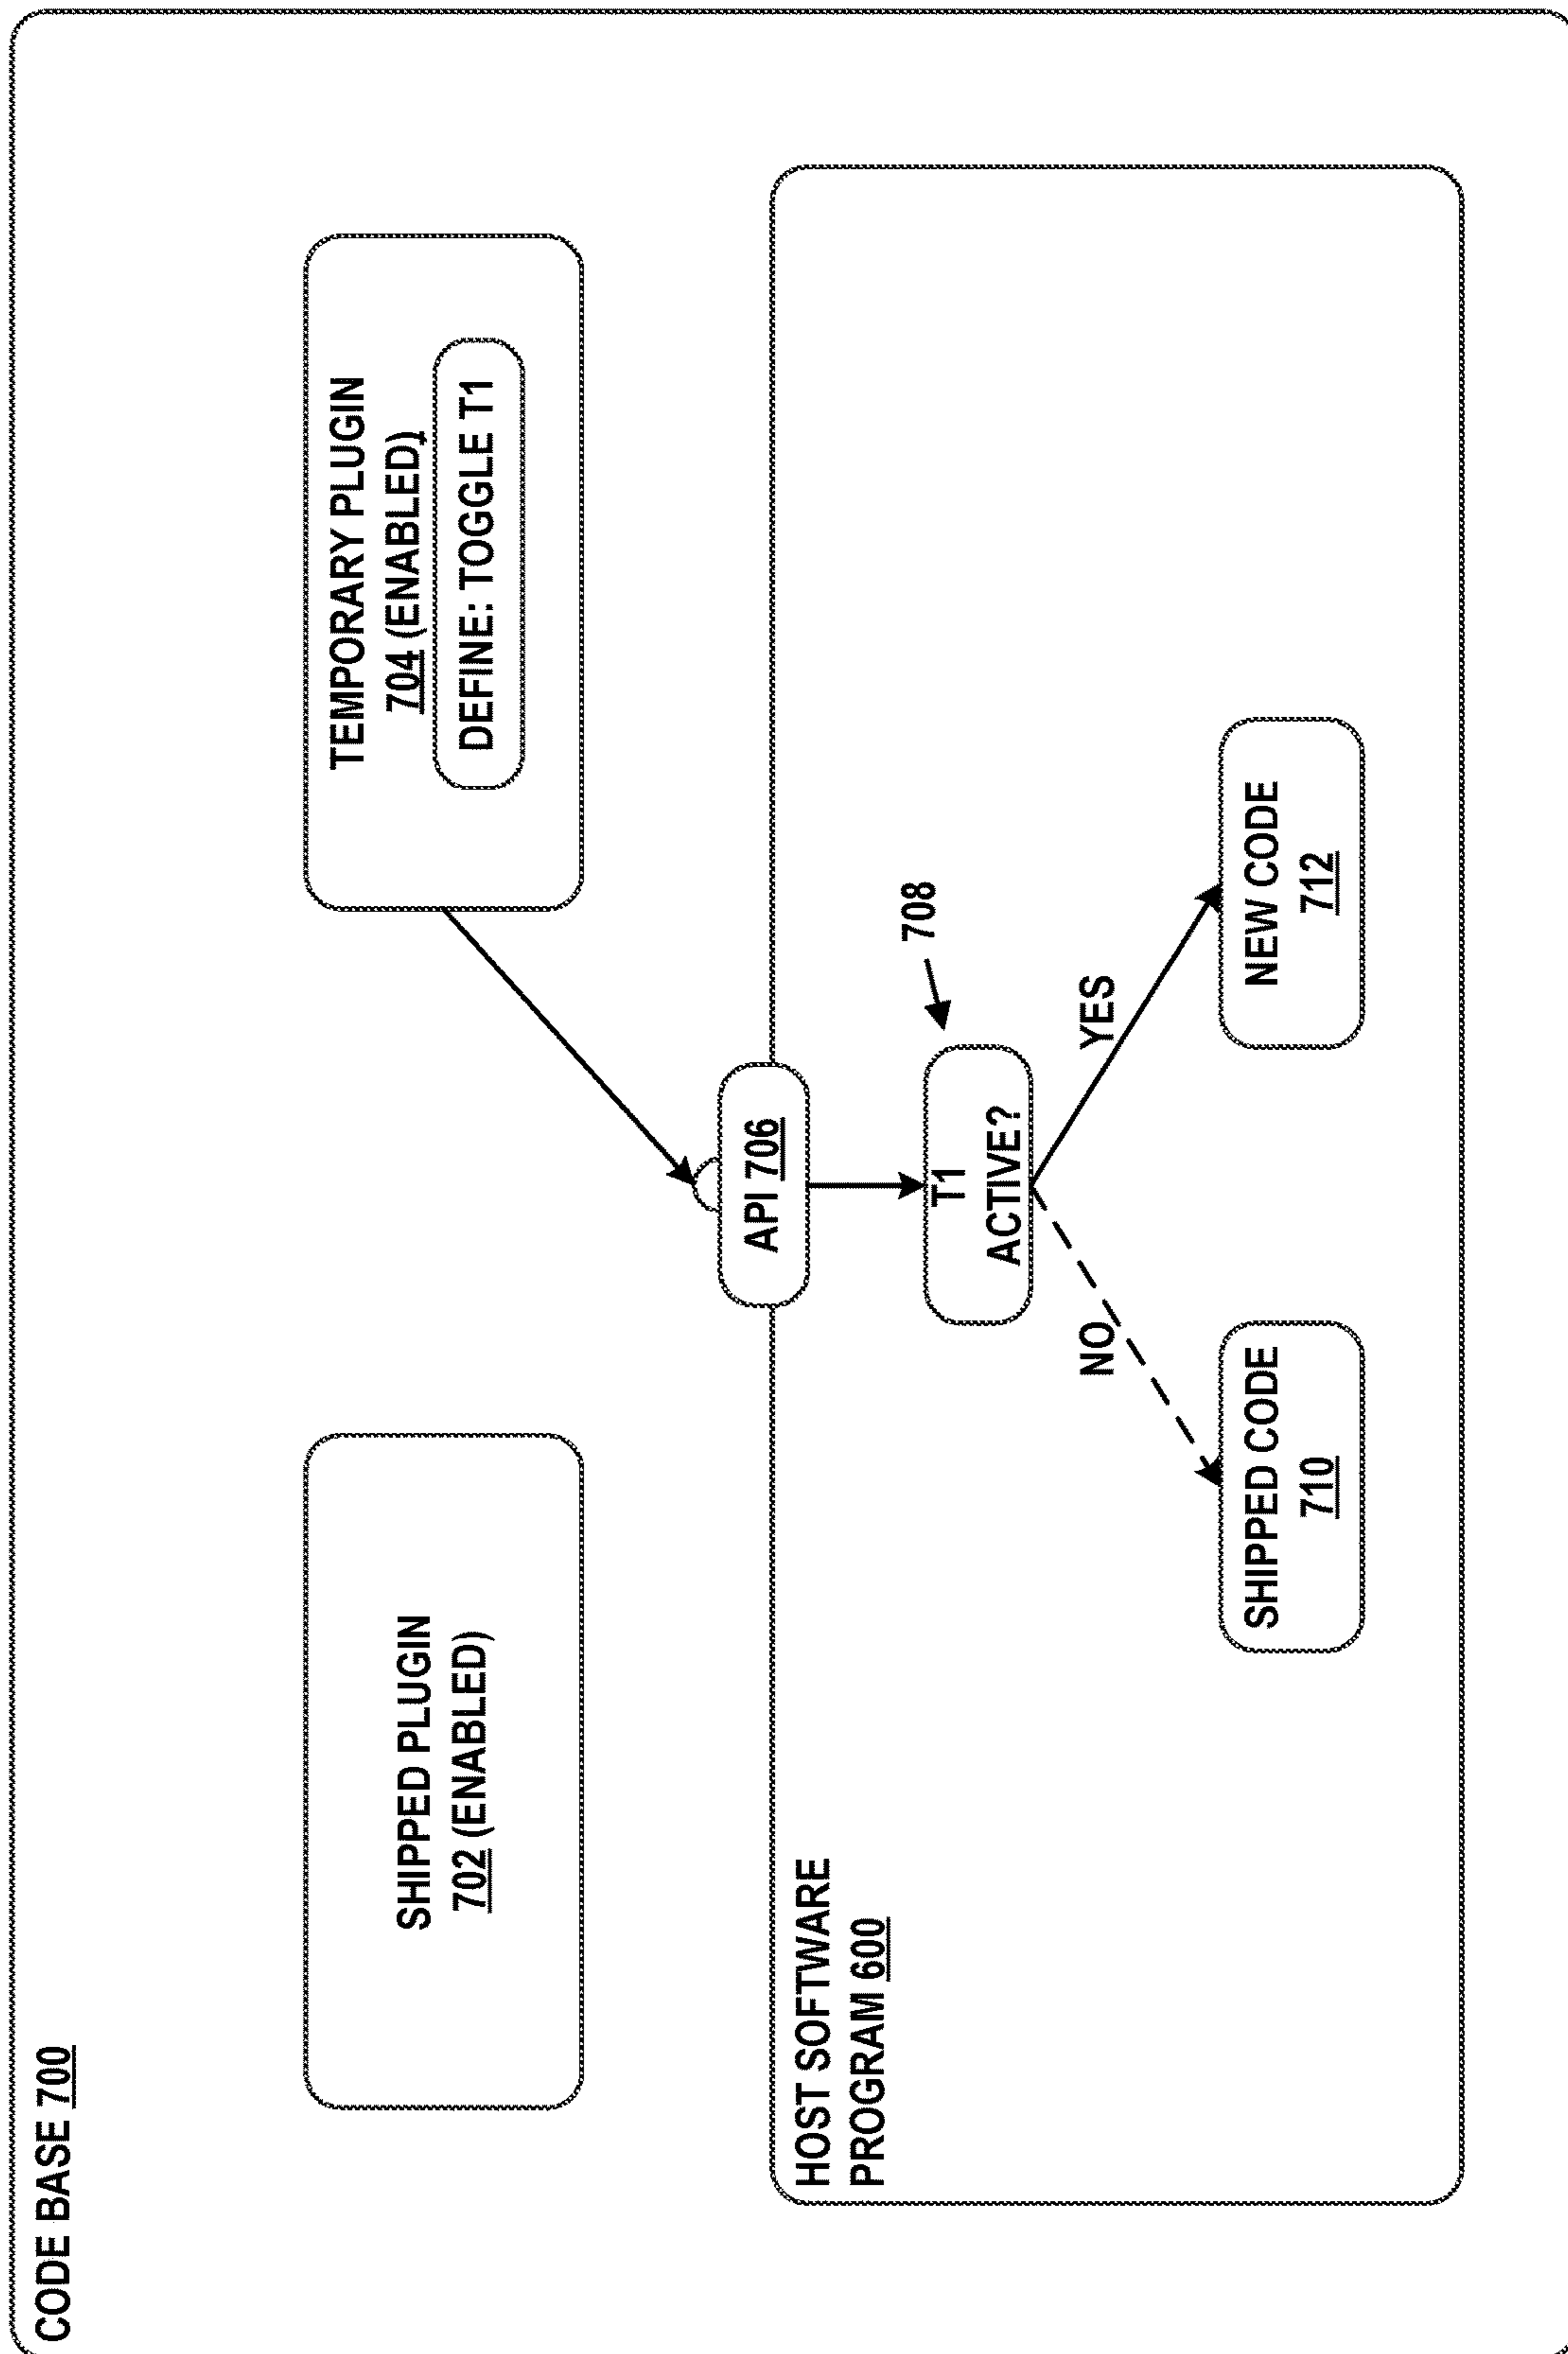 CODE BASE 700
SHIPPED PLUGIN
702 (ENABLED)
TEMPORARY PLUGIN
704 (ENABLED)
DEFINE: TOGGLE T1
API 706
HOST SOFTWARE
PROGRAM 600
708
T1
ACTIVE?
NO
YES
SHIPPED CODE
710
NEW CODE
712